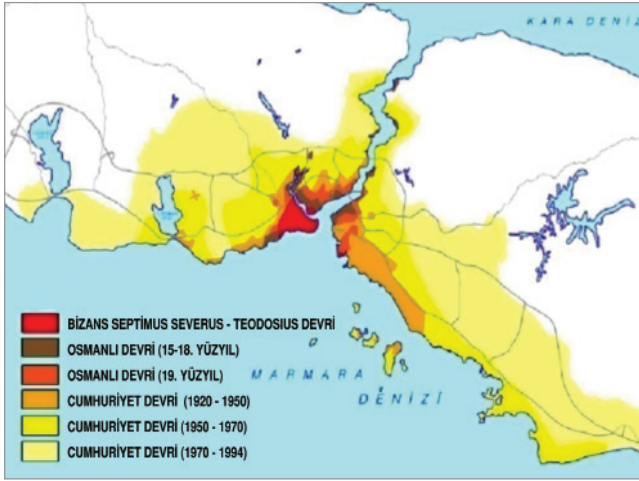 KARA DENİZ
BİZANS SEPTİMUS SEVERUS - TEODOSIUS DEVRİ
OSMANLI DEVRİ (15-18. YÜZYIL)
OSMANLI DEVRİ (19. YÜZYIL)
CUMHURİYET DEVRİ (1920 - 1950)
CUMHURİYET DEVRİ (1950 - 1970)
CUMHURİYET DEVRİ (1970 - 1994)
MARMARA
DENİZİ